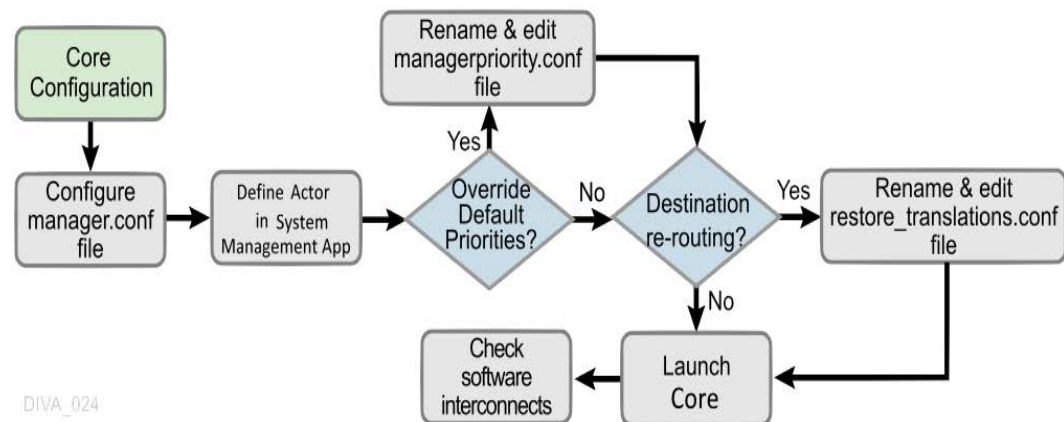 Core
Configuration
Configure
manager.conf
file
Define Actor
in System
Management App
Override
Default
Priorities?
Yes
Rename & edit
managerpriority.conf
file
No
Destination
re-routing?
Yes
Rename & edit
restore_translations.conf
file
No
Launch
Core
Check
software
interconnects
DIVA_024